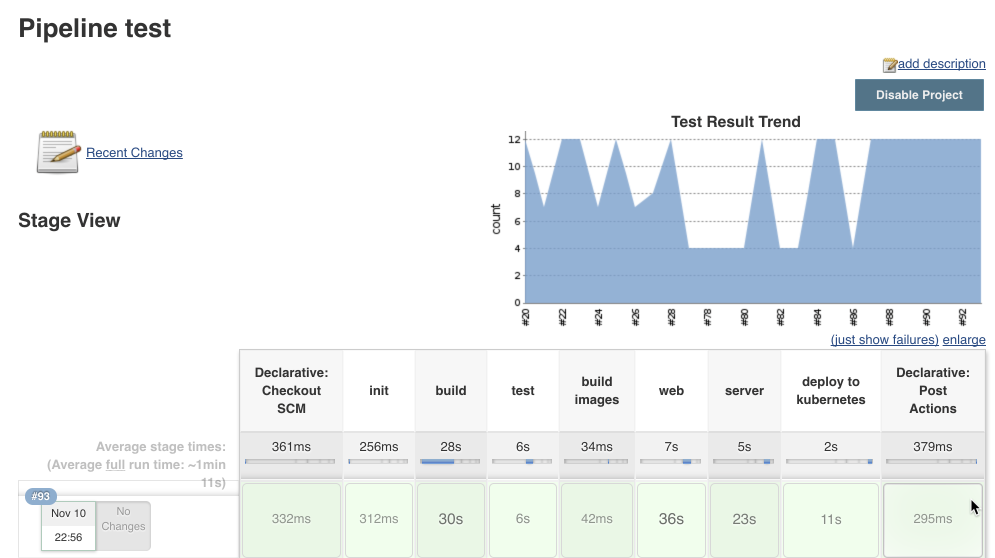 Pipeline test
add description
Disable Project
Test Result Trend
Recent Changes
count
12
10
8
6
4
2
0
#20
#22
#24
#26
#28
#78
#80
#82
#84
#86
#88
#90
#92
Stage View
(just show failures) enlarge
Declarative:
Checkout
SCM
init
build
test
build
images
web
server
deploy to
kubernetes
Declarative:
Post
Actions
Average stage times:
(Average full run time: ~1min
11s)
361ms
256ms
28s
6s
34ms
7s
5s
2s
379ms
#93
Nov 10
22:56
No
Changes
332ms
312ms
30s
6s
42ms
36s
23s
11s
295ms